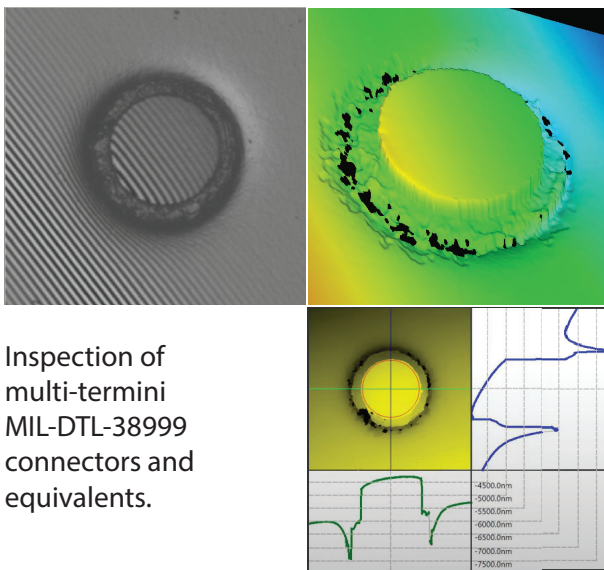 Inspection of
multi-termini
MIL-DTL-38999
connectors and
equivalents.
-4500.0nm
-5000.0nm
-5500.0nm
-6000.0nm
-6500.0nm
-7000.0nm
-7500.0nm